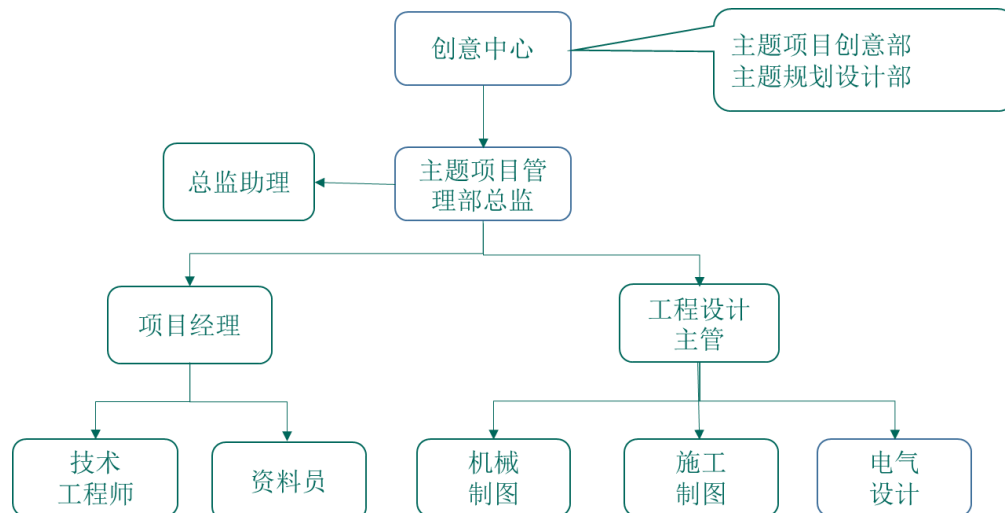 创意中心
主题项目创意部
主题规划设计部
总监助理
主题项目管
理部总监
项目经理
工程设计
主管
技术
工程师
资料员
机械
制图
施工
制图
电气
设计